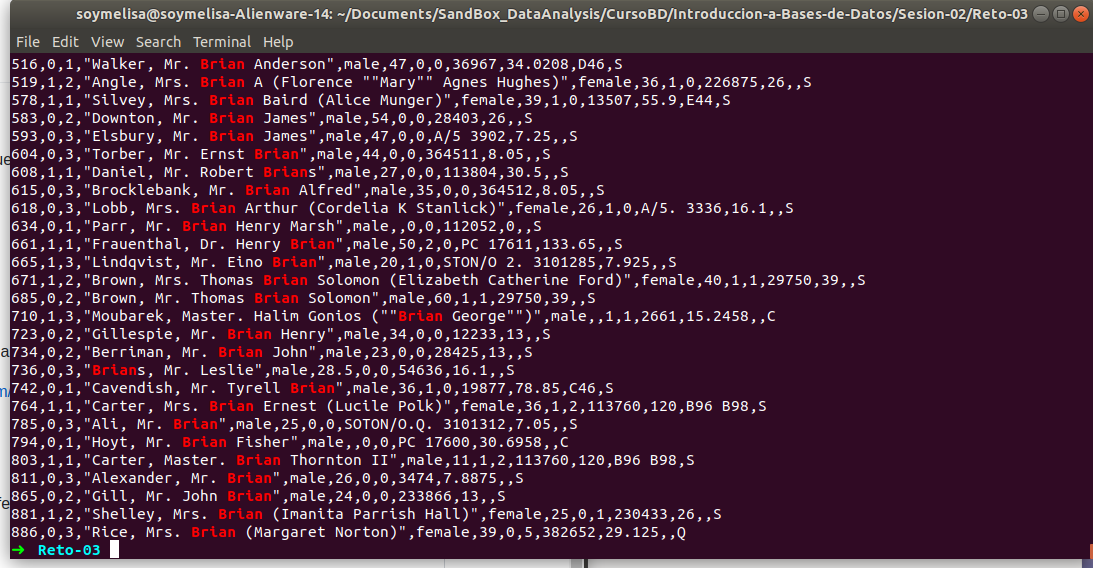 soymelisa@soymelisa-Alienware-14: ~/Documents/SandBox_DataAnalysis/CursoBD/Introduccion-a-Bases-de-Datos/Sesion-02/Reto-03
File Edit View Search Terminal Help
516,0,1,"Walker, Mr. Brian Anderson",male,47,0,0,36967,34.0208,D46,S
519,1,2,"Angle, Mrs. Brian A (Florence ""Mary"" Agnes Hughes)",female,36,1,0,226875,26,,S
578,1,1,"Silvey, Mrs. Brian Baird (Alice Munger)",female,39,1,0,13507,55.9,E44,S
583,0,2,"Downton, Mr. Brian James",male,54,0,0,28403,26,,S
593,0,3,"Elsbury, Mr. Brian James",male,47,0,0,A/5 3902,7.25,,S
604,0,3,"Torber, Mr. Ernst Brian",male,44,0,0,364511,8.05,,S
608,1,1,"Daniel, Mr. Robert Brians",male,27,0,0,113804,30.5,,S
615,0,3,"Brocklebank, Mr. Brian Alfred",male,35,0,0,364512,8.05,,S
618,0,3,"Lobb, Mrs. Brian Arthur (Cordelia K Stanlick)",female,26,1,0,A/5. 3336,16.1,,S
634,0,1,"Parr, Mr. Brian Henry Marsh",male,,0,0,112052,0,,S
661,1,1,"Frauenthal, Dr. Henry Brian",male,50,2,0,PC 17611,133.65,,S
665,1,3,"Lindqvist, Mr. Eino Brian",male,20,1,0,STON/O 2. 3101285,7.925,,S
671,1,2,"Brown, Mrs. Thomas Brian Solomon (Elizabeth Catherine Ford)",female,40,1,1,29750,39,,S
685,0,2,"Brown, Mr. Thomas Brian Solomon",male,60,1,1,29750,39,,S
710,1,3,"Moubarek, Master. Halim Gonios (""Brian George"")",male,,1,1,2661,15.2458,,C
723,0,2,"Gillespie, Mr. Brian Henry",male,34,0,0,12233,13,,S
734,0,2,"Berriman, Mr. Brian John",male,23,0,0,28425,13,,S
736,0,3,"Brians, Mr. Leslie",male,28.5,0,0,54636,16.1,,S
742,0,1,"Cavendish, Mr. Tyrell Brian",male,36,1,0,19877,78.85,C46,S
764,1,1,"Carter, Mrs. Brian Ernest (Lucile Polk)",female,36,1,2,113760,120,B96 B98,S
785,0,3,"Ali, Mr. Brian",male,25,0,0,SOTON/O.Q. 3101312,7.05,,S
794,0,1,"Hoyt, Mr. Brian Fisher",male,,0,0,PC 17600,30.6958,,C
803,1,1,"Carter, Master. Brian Thornton II",male,11,1,2,113760,120,B96 B98,S
811,0,3,"Alexander, Mr. Brian",male,26,0,0,3474,7.8875,,S
865,0,2,"Gill, Mr. John Brian",male,24,0,0,233866,13,,S
881,1,2,"Shelley, Mrs. Brian (Imanita Parrish Hall)",female,25,0,1,230433,26,,S
886,0,3,"Rice, Mrs. Brian (Margaret Norton)",female,39,0,5,382652,29.125,,Q
➜ Reto-03